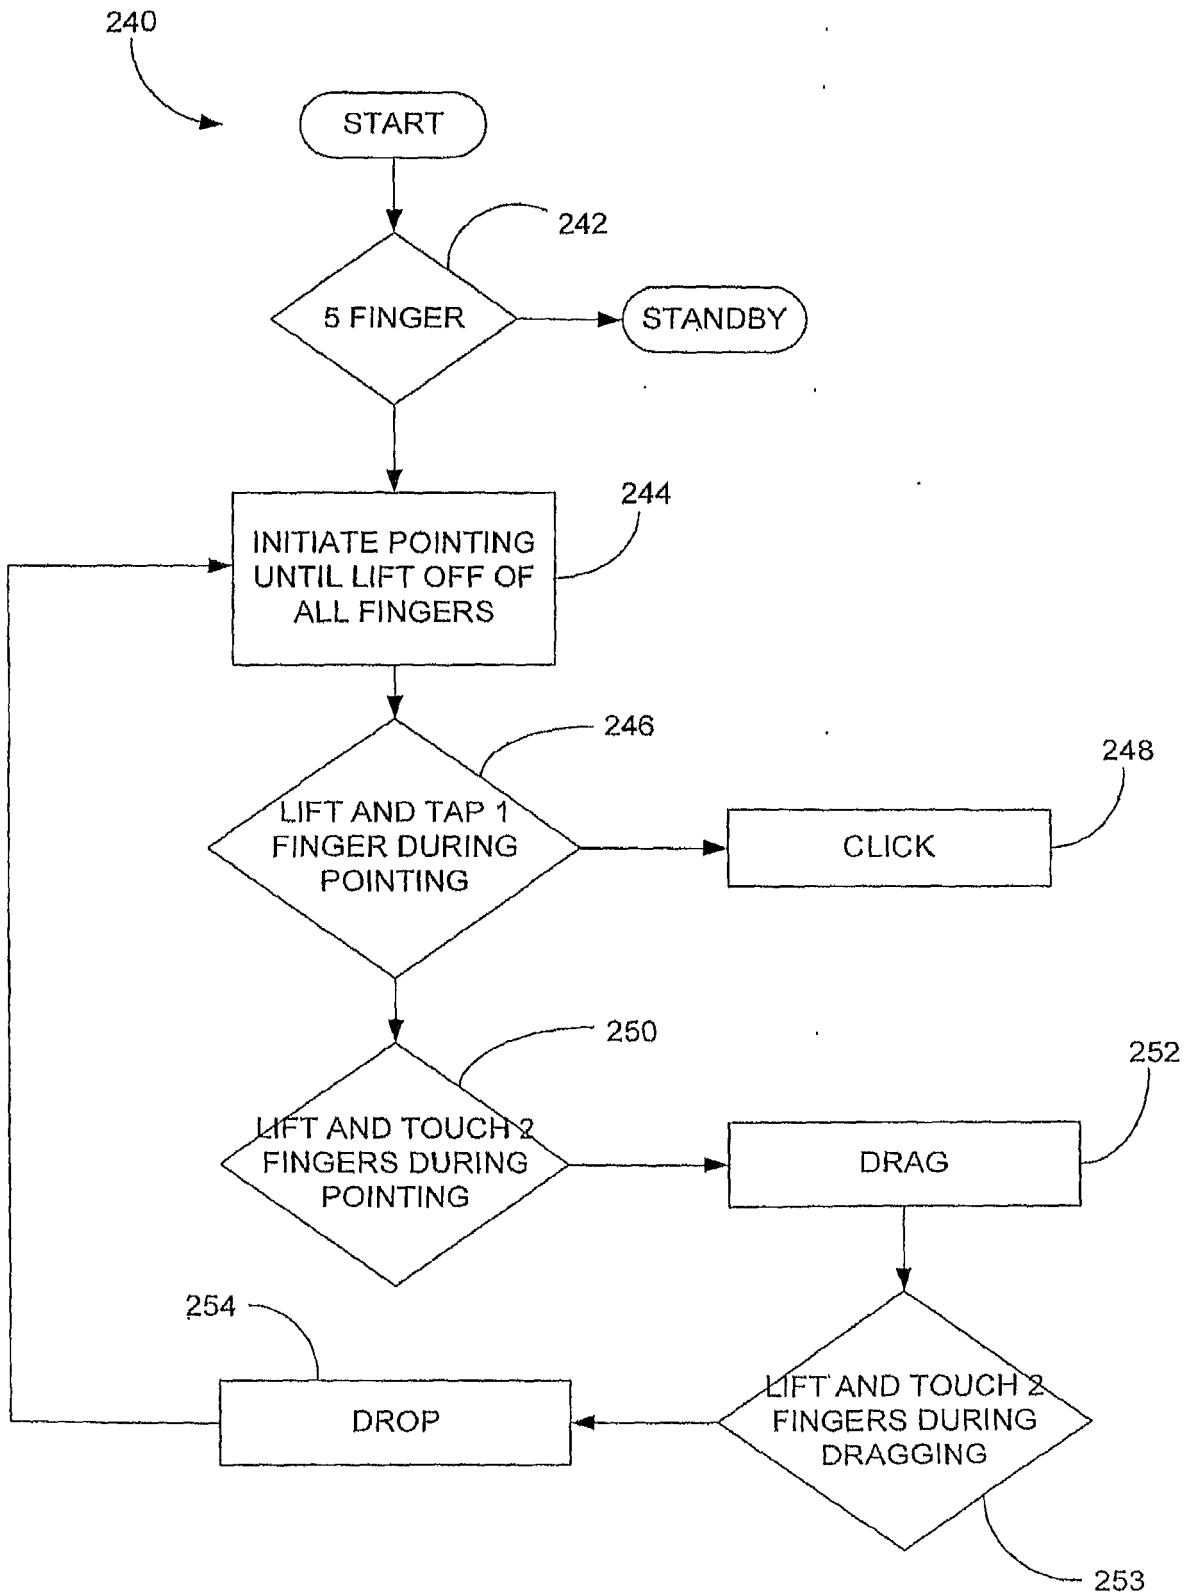 240
START
242
5 FINGER
STANDBY
244
INITIATE POINTING
UNTIL LIFT OFF OF
ALL FINGERS
246
248
LIFT AND TAP 1
FINGER DURING
POINTING
CLICK
250
252
LIFT AND TOUCH 2
FINGERS DURING
POINTING
DRAG
254
LIFT AND TOUCH 2
FINGERS DURING
DRAGGING
DROP
253